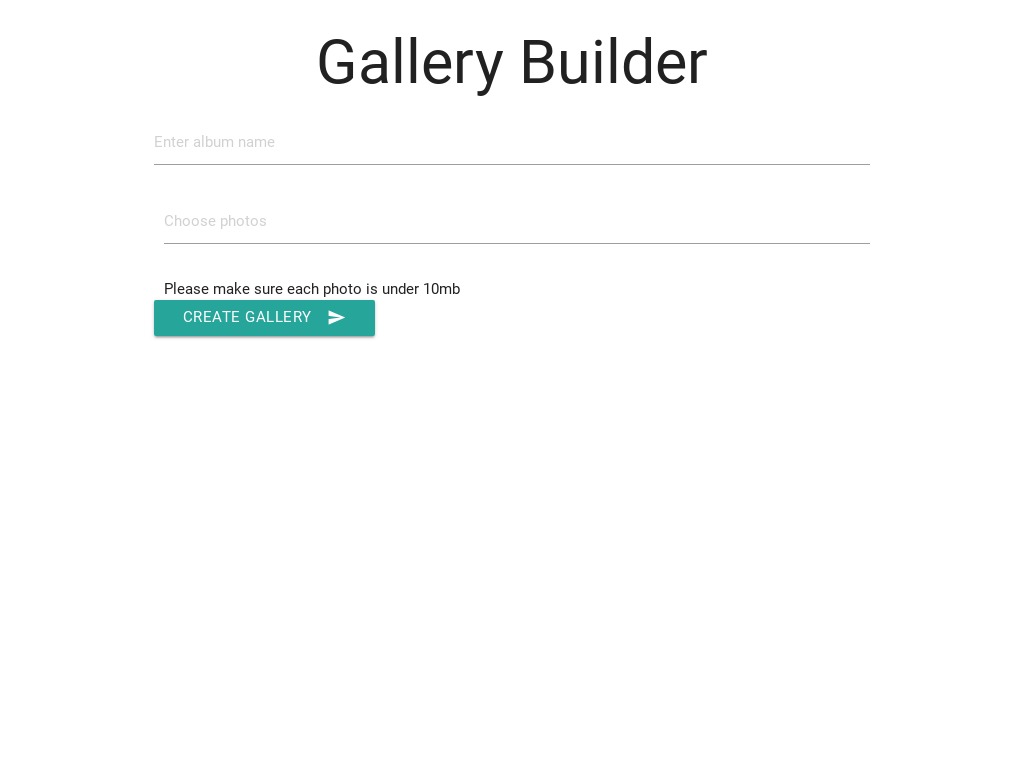 Gallery Builder
Enter album name
Choose photos
Please make sure each photo is under 10mb
CREATE GALLERY